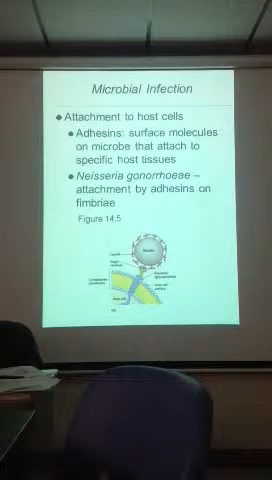 Microbial Infection
Attachment to host cells
Adhesins: surface molecules
on microbe that attach to
specific host tissues
Neisseria gonorrhoeae –
attachment by adhesins on
fimbriae
Figure 14.5